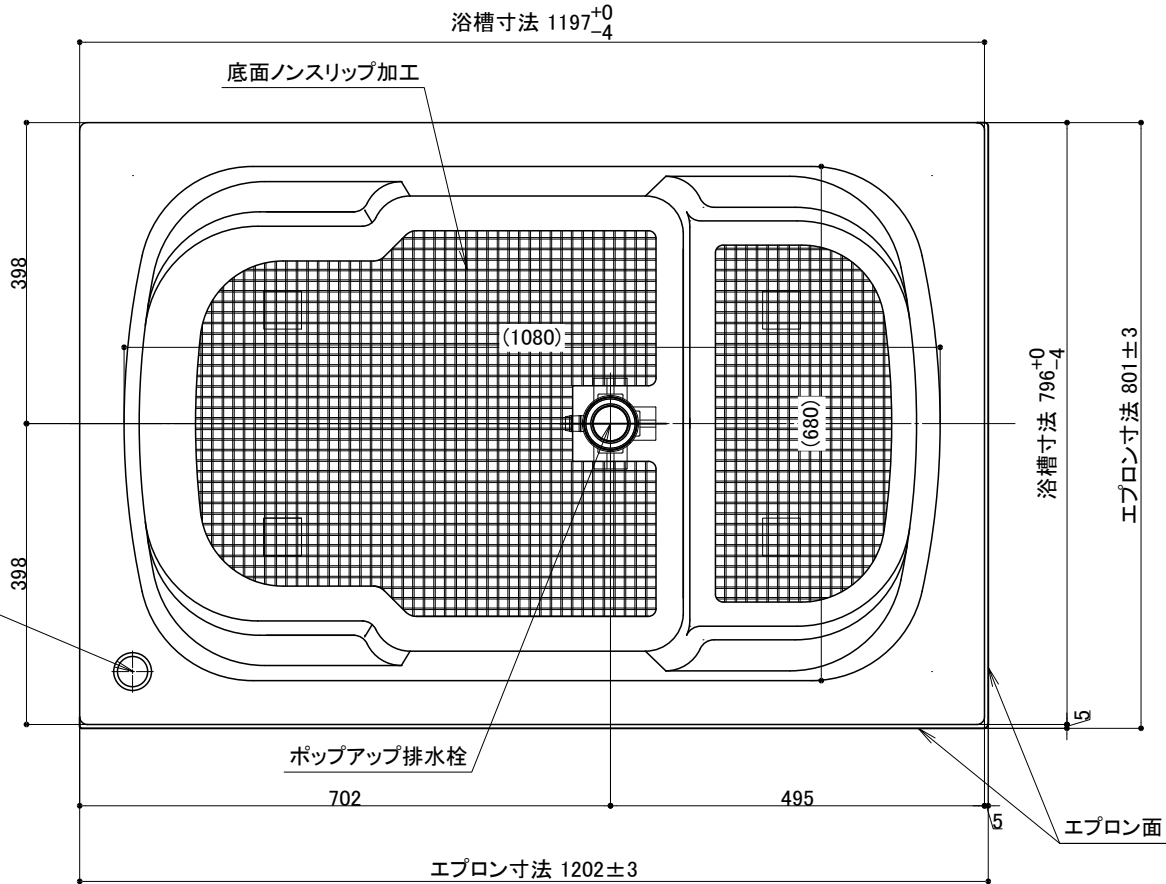 浴槽寸法 1197+0-4
底面ノンスリップ加工
398
(1080)
(680)
浴槽寸法 796+0-4
エプロン寸法 801±3
398
5
ポップアップ排水栓
702
495
5
エプロン面
エプロン寸法 1202±3